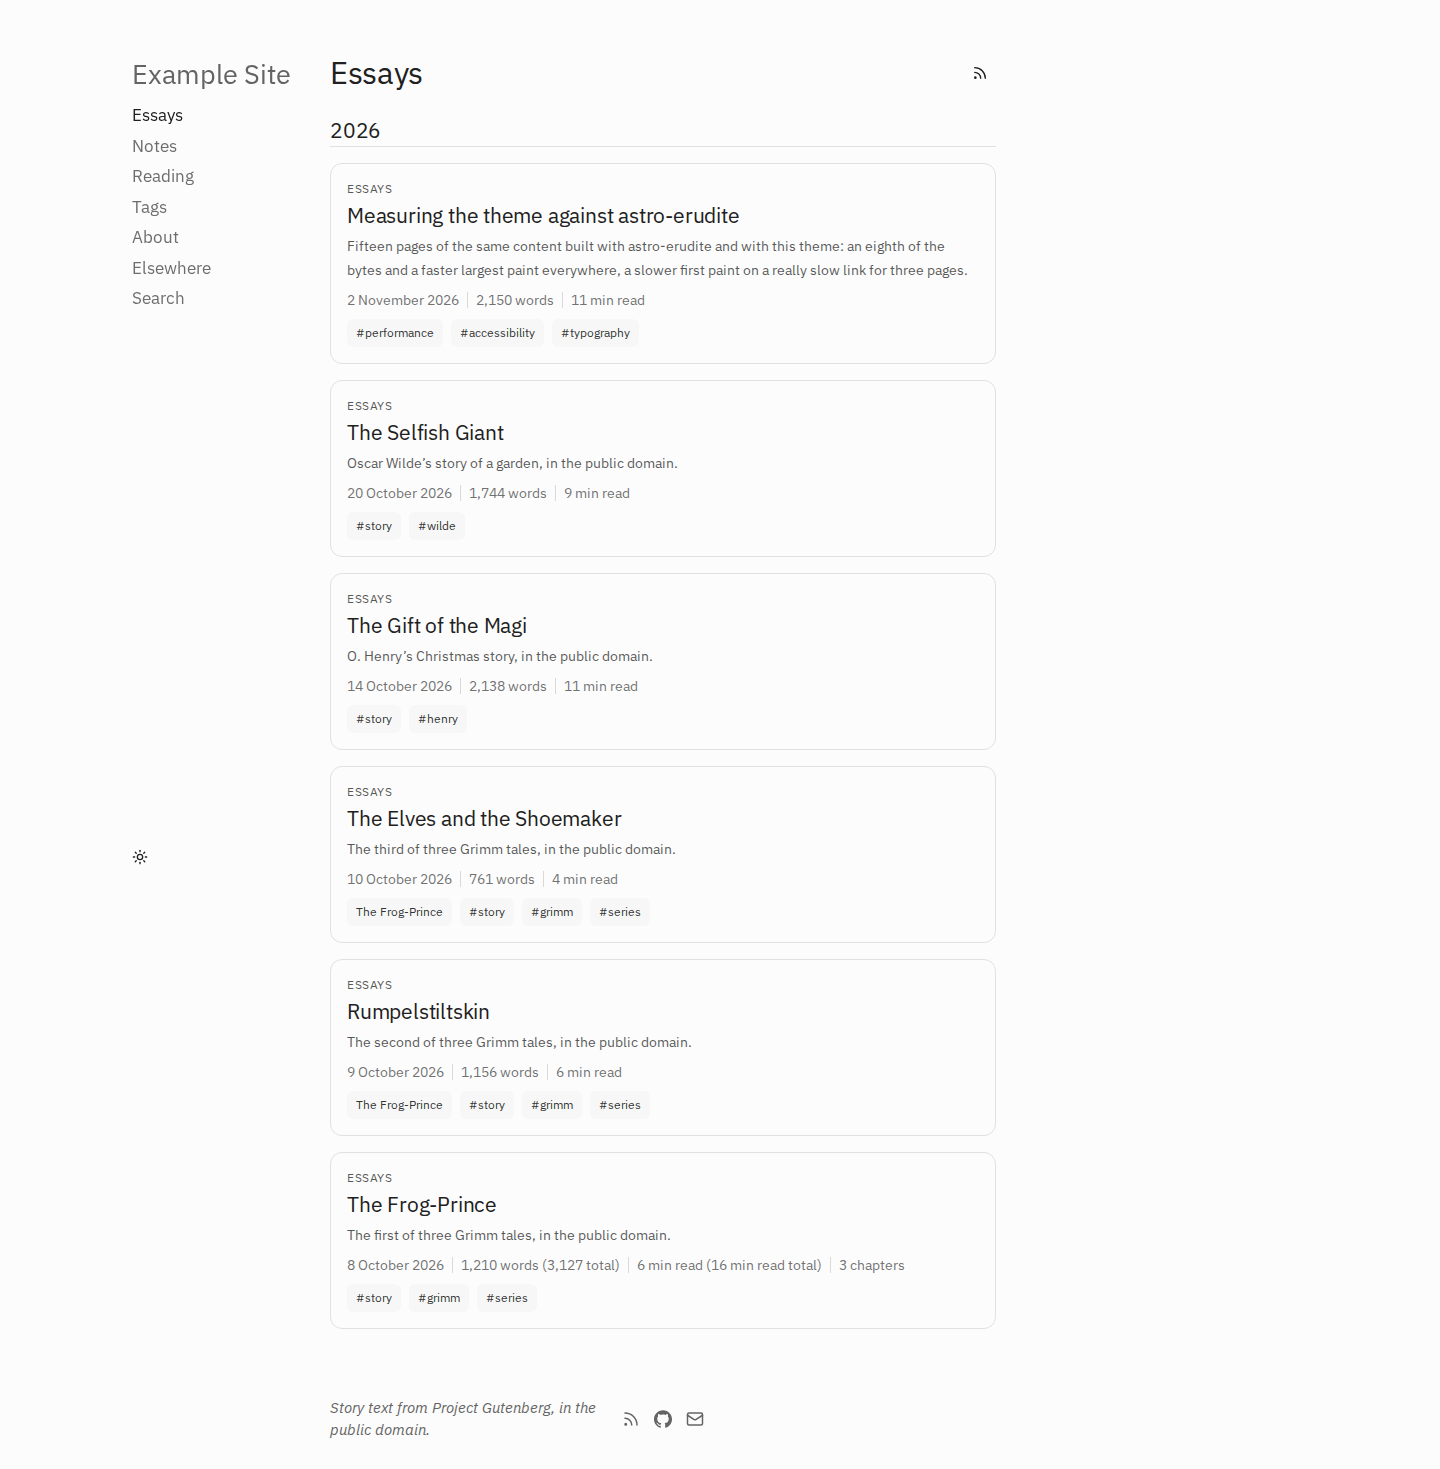 Example Site
Essays
Notes
Reading
Tags
About
Elsewhere
Search
Essays
2026
ESSAYS
Measuring the theme against astro-erudite
Fifteen pages of the same content built with astro-erudite and with this theme: an eighth of the
bytes and a faster largest paint everywhere, a slower first paint on a really slow link for three pages.
2 November 2026 2,150 words 11 min read
#performance #accessibility #typography
ESSAYS
The Selfish Giant
Oscar Wilde’s story of a garden, in the public domain.
20 October 2026 1,744 words 9 min read
#story #wilde
ESSAYS
The Gift of the Magi
O. Henry’s Christmas story, in the public domain.
14 October 2026 2,138 words 11 min read
#story #henry
ESSAYS
The Elves and the Shoemaker
The third of three Grimm tales, in the public domain.
10 October 2026 761 words 4 min read
The Frog-Prince #story #grimm #series
ESSAYS
Rumpelstiltskin
The second of three Grimm tales, in the public domain.
9 October 2026 1,156 words 6 min read
The Frog-Prince #story #grimm #series
ESSAYS
The Frog-Prince
The first of three Grimm tales, in the public domain.
8 October 2026 1,210 words (3,127 total) 6 min read (16 min read total) 3 chapters
#story #grimm #series
Story text from Project Gutenberg, in the
public domain.